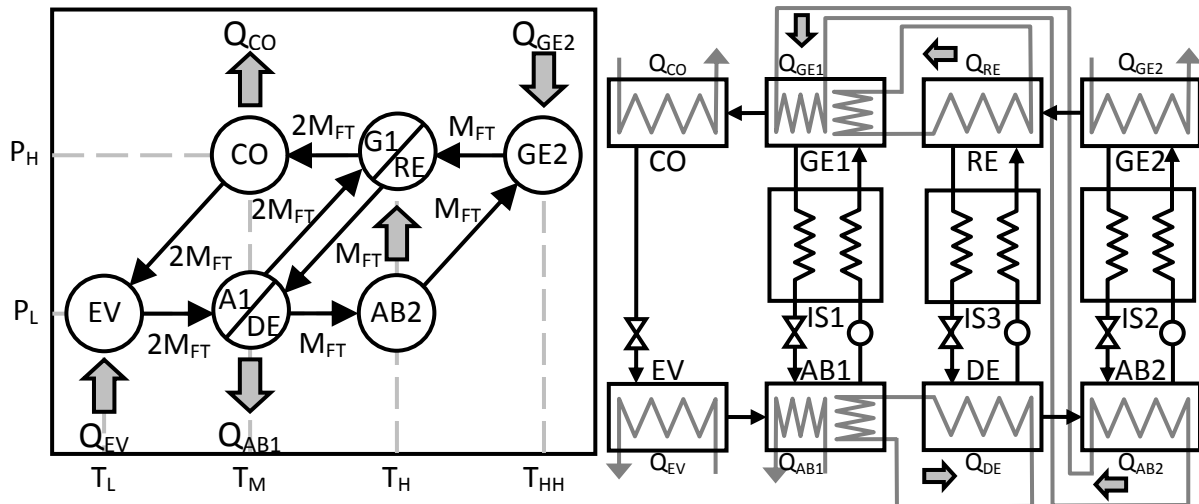 Q_CO
Q_GE2
P_H
CO
2M_FT
G1
RE
M_FT
GE2
2M_FT
M_FT
2M_FT
M_FT
P_L
EV
2M_FT
A1
DE
M_FT
AB2
Q_EV
Q_AB1
T_L
T_M
T_H
T_HH
Q_CO
Q_GE1
Q_RE
Q_GE2
CO
GE1
RE
GE2
IS1
IS3
IS2
EV
AB1
DE
AB2
Q_EV
Q_AB1
Q_DE
Q_AB2